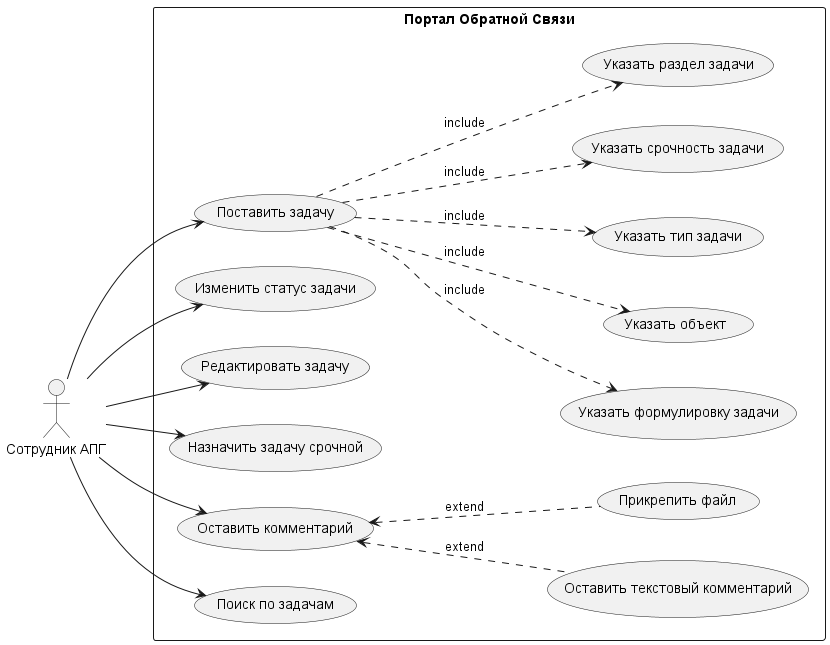 Портал Обратной Связи
Указать раздел задачи
include
Указать срочность задачи
include
Поставить задачу
include
Указать тип задачи
include
Изменить статус задачи
include
Указать объект
Редактировать задачу
Указать формулировку задачи
Сотрудник АПГ
Назначить задачу срочной
Прикрепить файл
extend
Оставить комментарий
extend
Оставить текстовый комментарий
Поиск по задачам